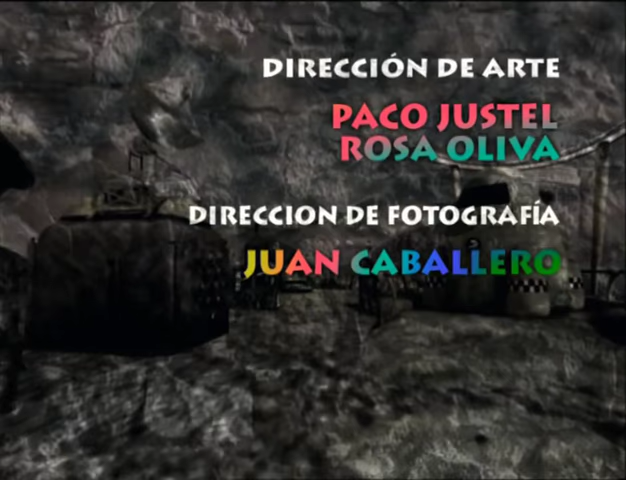 DIRECCIÓN DE ARTE
PACO JUSTEL
ROSA OLIVA
DIRECCION DE FOTOGRAFÍA
JUAN CABALLERO